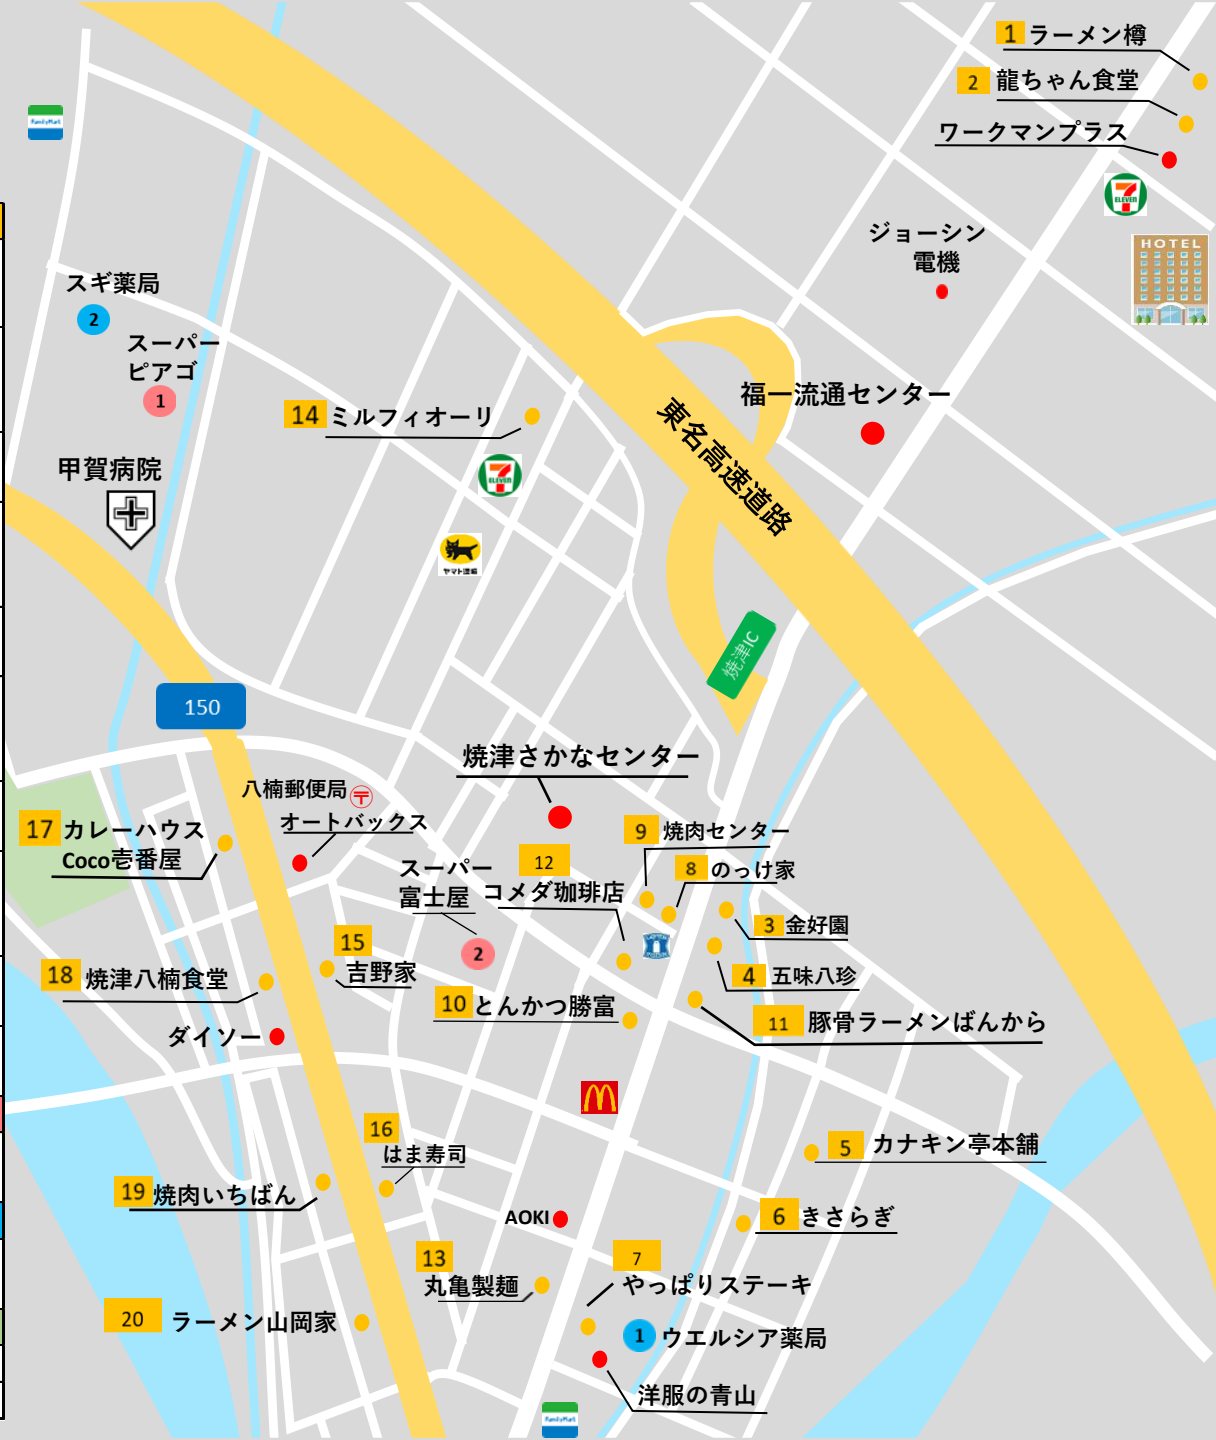 1 ラーメン樽
2 龍ちゃん食堂
ワークマンプラス
FamilyMart
7 ELEVEN
HOTEL
ジョーシン
電機
スギ薬局
2
スーパー
ピアゴ
1
福一流通センター
14 ミルフィオーリ
東名高速道路
甲賀病院
7 ELEVEN
ヤマト運輸
焼津IC
150
焼津さかなセンター
八楠郵便局
オートバックス
17 カレーハウス
Coco壱番屋
9 焼肉センター
12
コメダ珈琲店
8 のっけ家
スーパー
富士屋
2
3 金好園
15
吉野家
4 五味八珍
18 焼津八楠食堂
10 とんかつ勝富
11 豚骨ラーメンばんから
ダイソー
16
はま寿司
5 カナキン亭本舗
19 焼肉いちばん
AOKI
6 きさらぎ
13
丸亀製麺
7
やっぱりステーキ
20 ラーメン山岡家
1 ウエルシア薬局
洋服の青山
FamilyMart